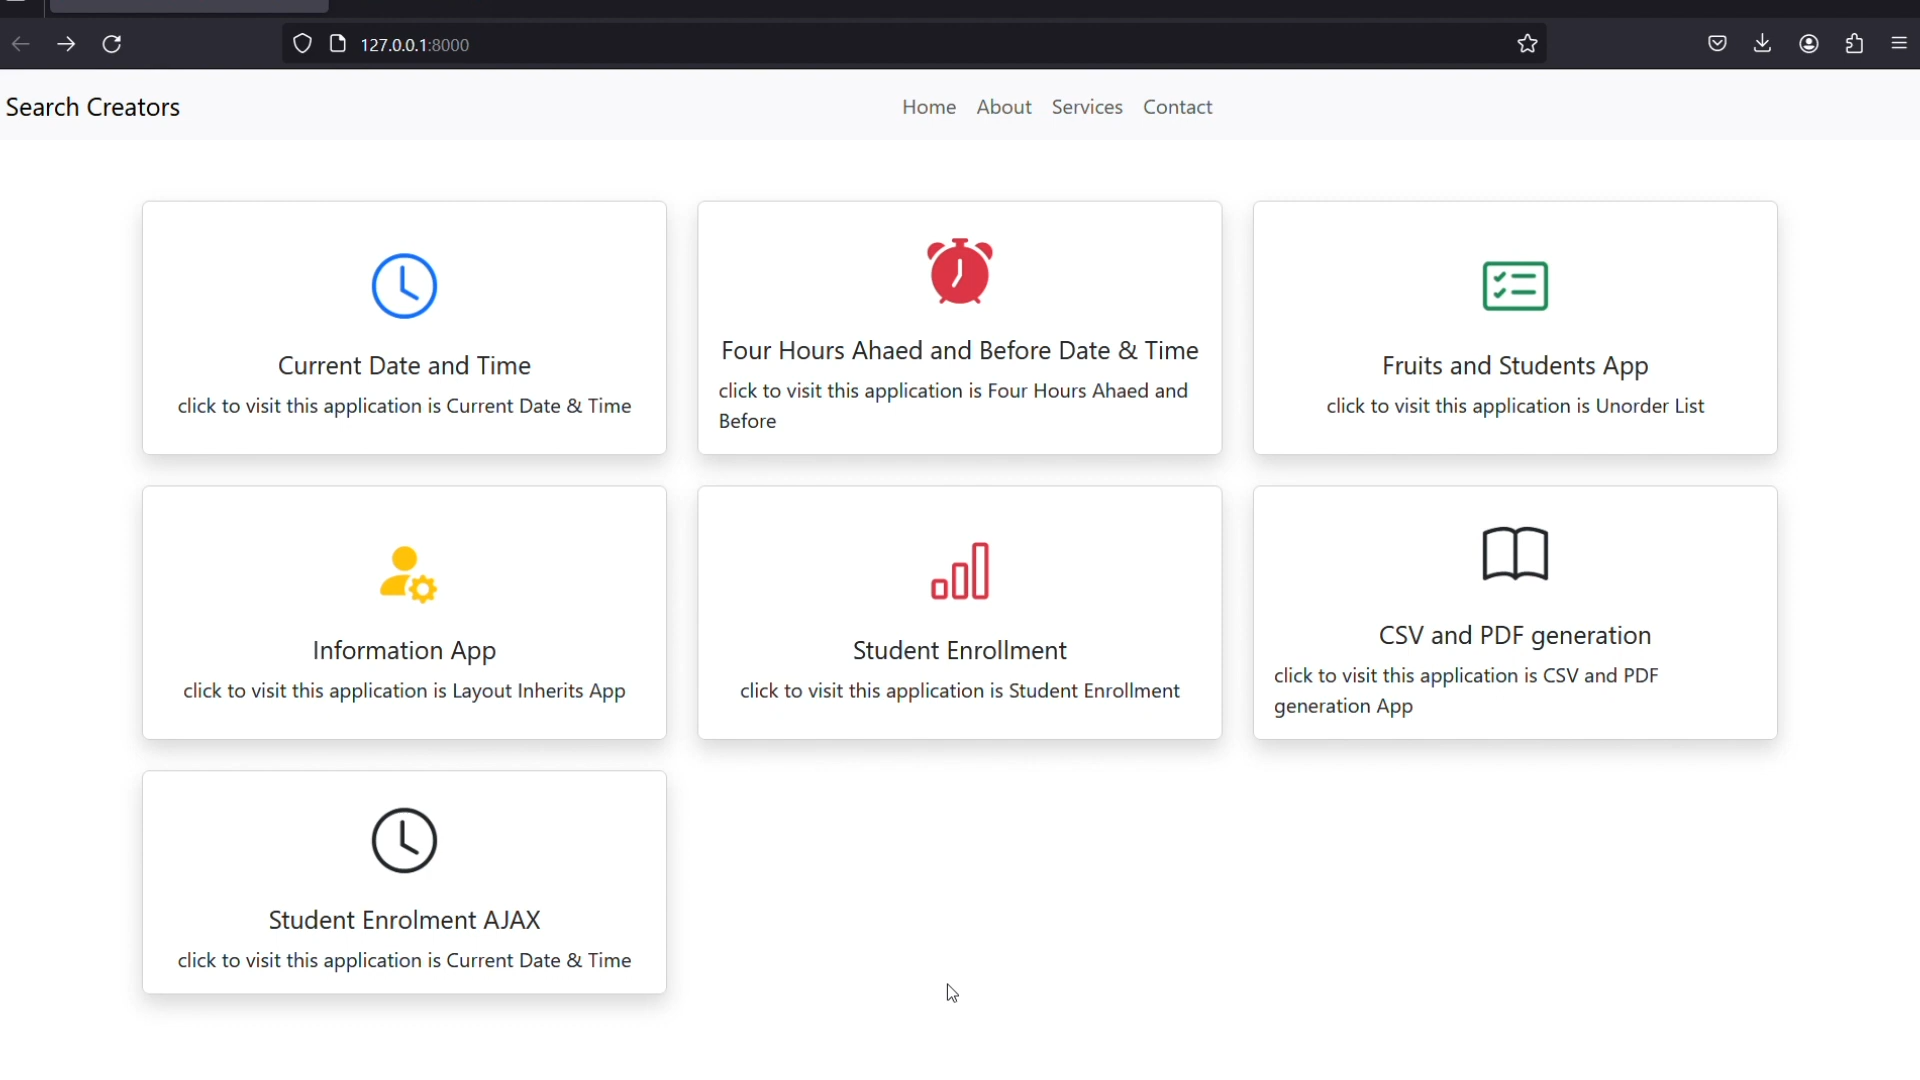 127.0.0.1:8000
Search Creators
Home About Services Contact
Current Date and Time
click to visit this application is Current Date & Time
Four Hours Ahaed and Before Date & Time
click to visit this application is Four Hours Ahaed and
Before
Fruits and Students App
click to visit this application is Unorder List
Information App
click to visit this application is Layout Inherits App
Student Enrollment
click to visit this application is Student Enrollment
CSV and PDF generation
click to visit this application is CSV and PDF
generation App
Student Enrolment AJAX
click to visit this application is Current Date & Time